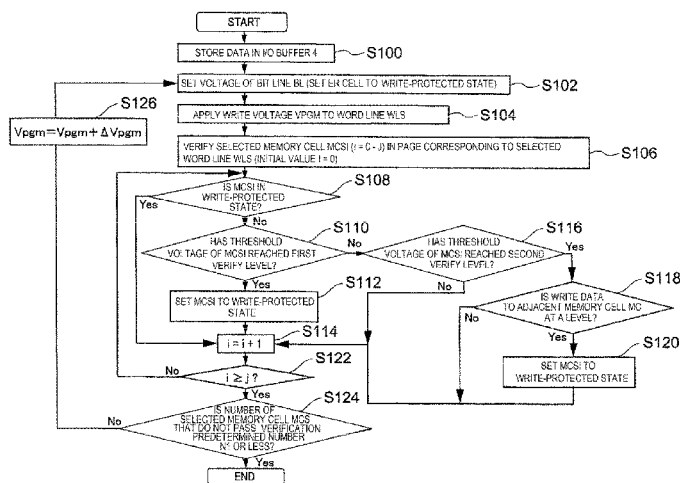 START
STORE DATA IN I/O BUFFER 4
S100
SET VOLTAGE OF BIT LINE BL (SET ER CELL TO WRITE-PROTECTED STATE)
S102
S126
Vpgm=Vpgm+ΔVpgm
APPLY WRITE VOLTAGE VPGM TO WORD LINE WLS
S104
VERIFY SELECTED MEMORY CELL MCSI (i = 0 - J) IN PAGE CORRESPONDING TO SELECTED
WORD LINE WLS (INITIAL VALUE I = 0)
S106
IS MCSI IN
WRITE-PROTECTED
STATE?
S108
Yes
No
HAS THRESHOLD
VOLTAGE OF MCSI REACHED FIRST
VERIFY LEVEL?
S110
No
Yes
HAS THRESHOLD
VOLTAGE OF MCSI REACHED SECOND
VERIFY LEVEL?
S116
Yes
No
SET MCSI TO WRITE-PROTECTED
STATE
S112
IS WRITE DATA
TO ADJACENT MEMORY CELL MC
AT A LEVEL?
S118
No
Yes
i = i + 1
S114
SET MCSI TO
WRITE-PROTECTED STATE
S120
i ≥ j ?
S122
No
Yes
IS NUMBER OF
SELECTED MEMORY CELL MCS
THAT DO NOT PASS VERIFICATION
PREDETERMINED NUMBER
OR LESS?
S124
No
Yes
END